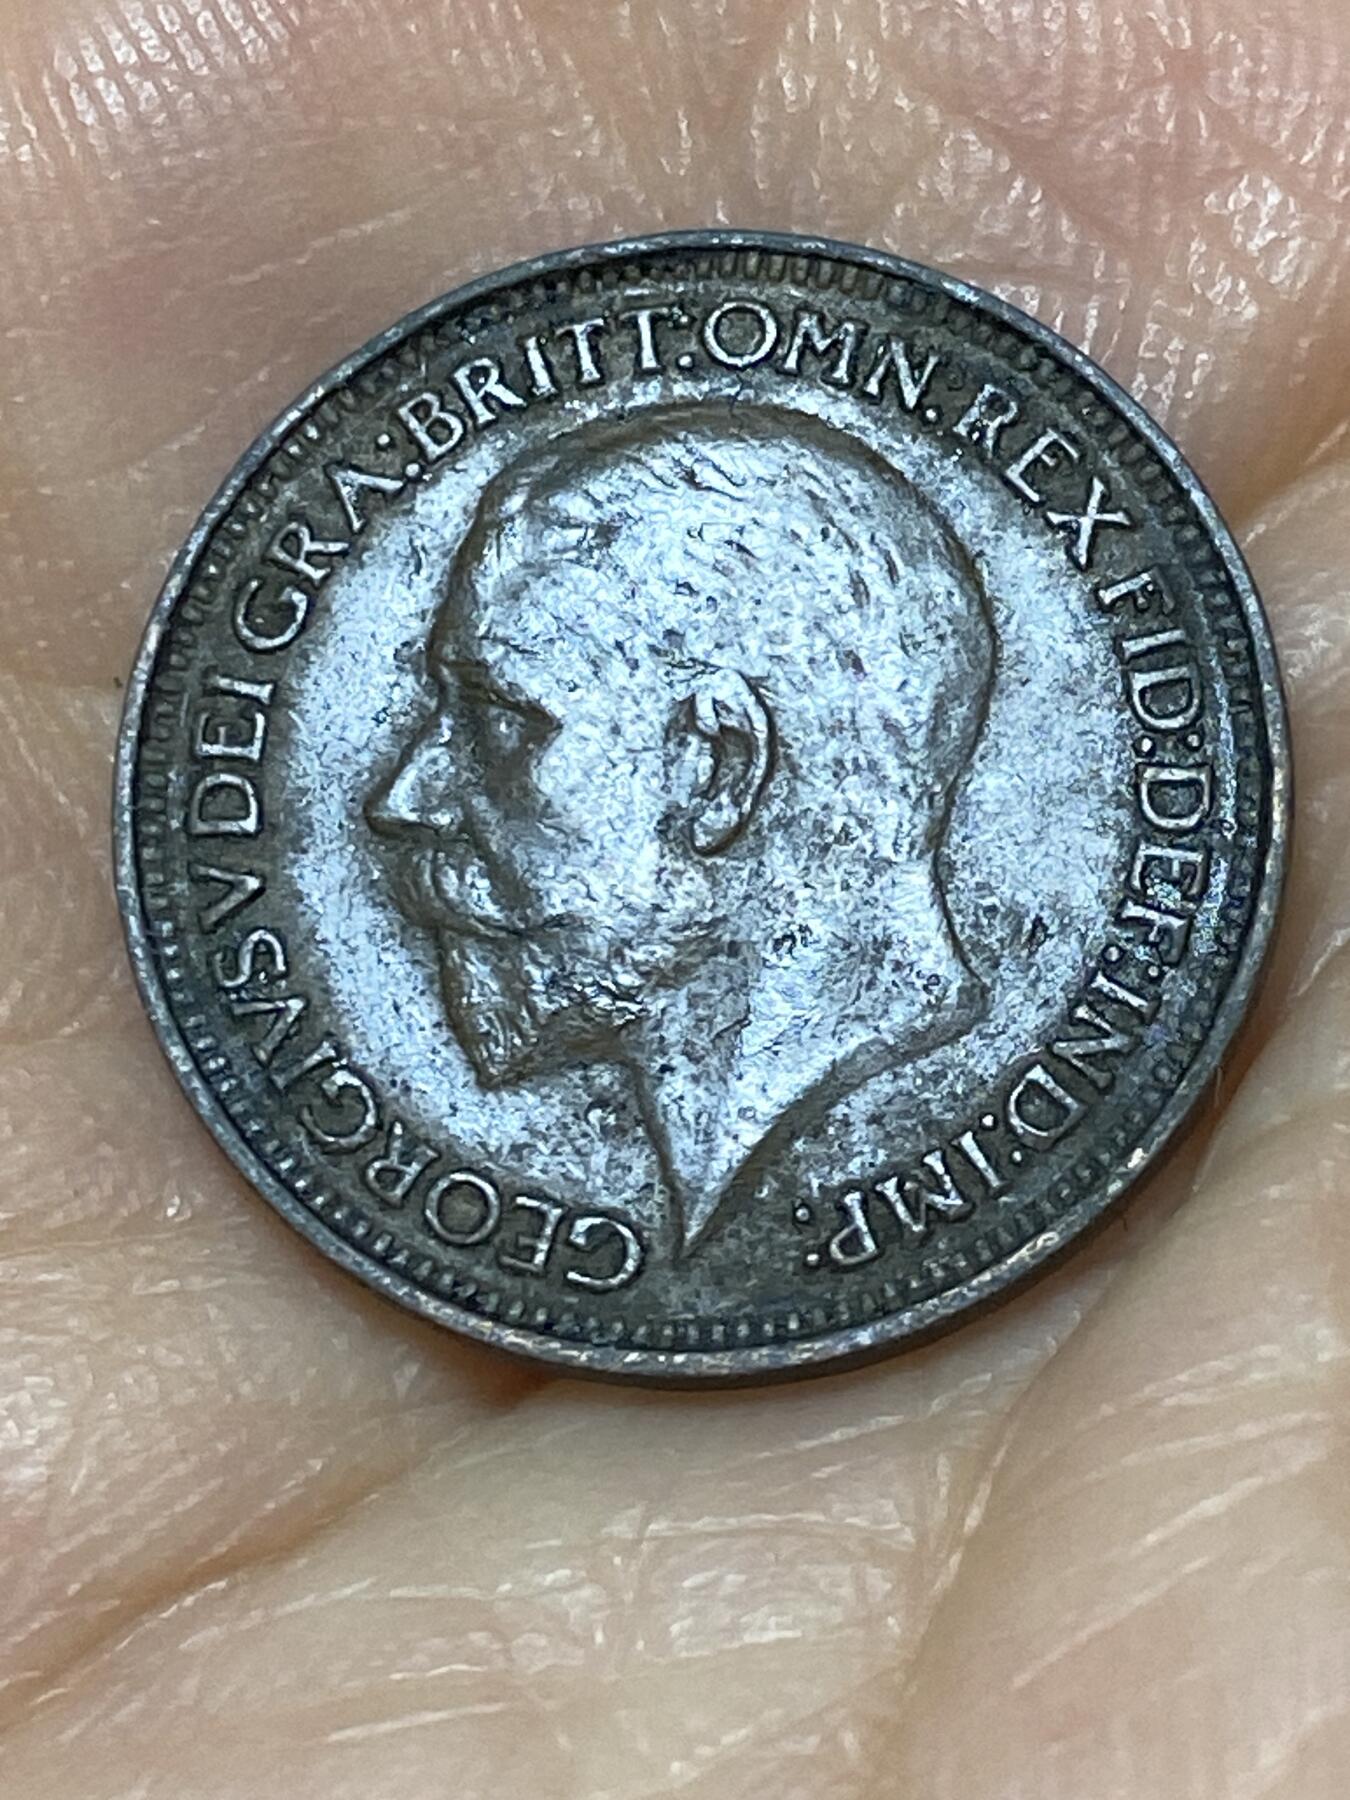 GEORGIVS V DEI GRA: BRITT: OMN. REX FID: DEF: IND: IMP: